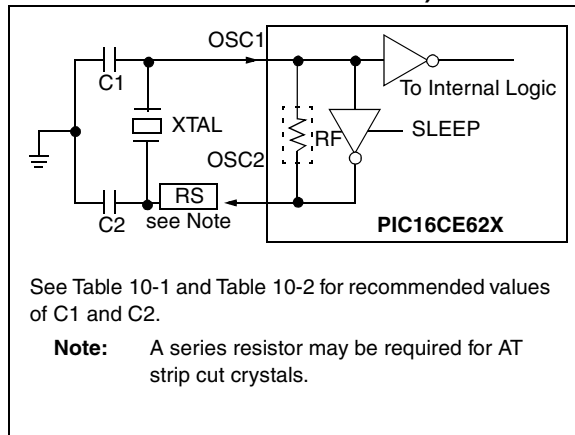 OSC1
C1
To Internal Logic
XTAL
RF
SLEEP
OSC2
RS
C2
see Note
PIC16CE62X
See Table 10-1 and Table 10-2 for recommended values
of C1 and C2.
Note: A series resistor may be required for AT
strip cut crystals.